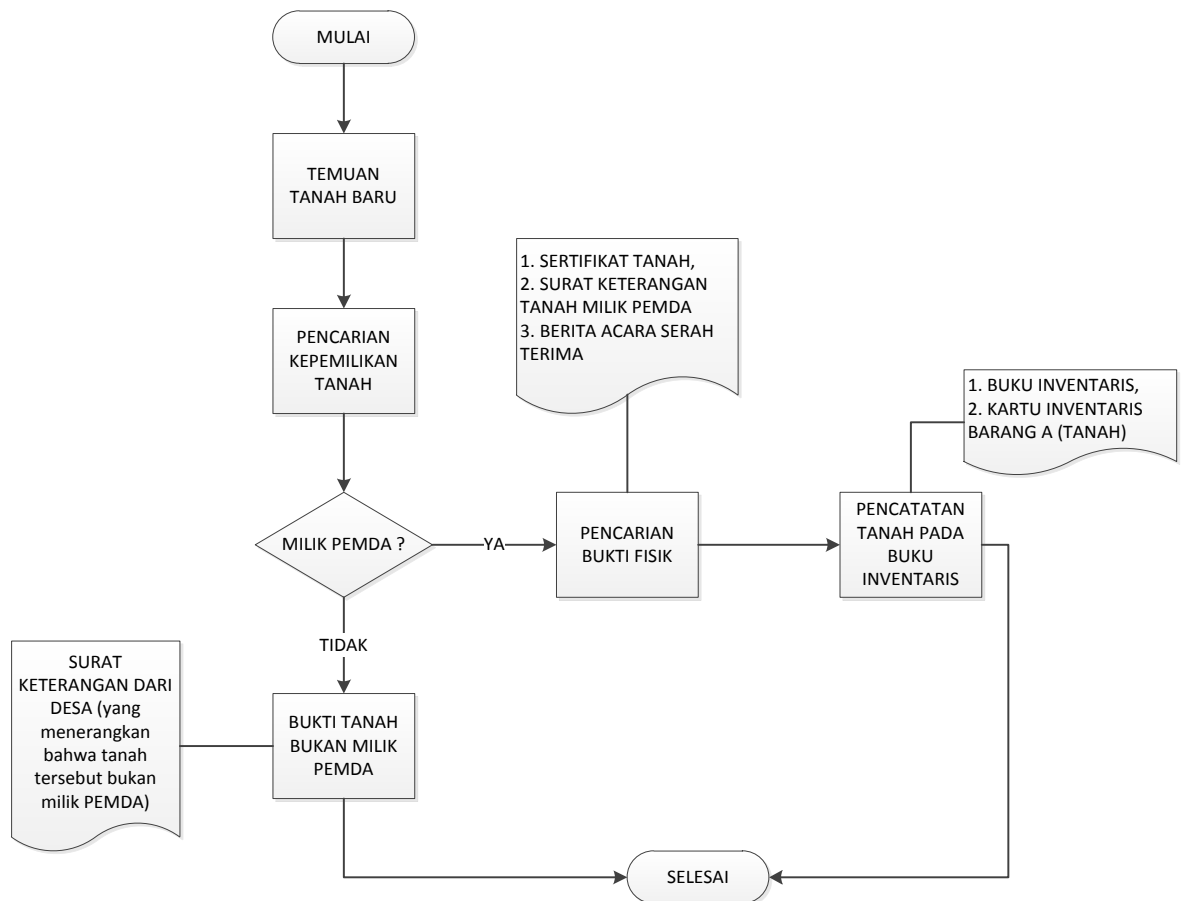 MULAI
TEMUAN
TANAH BARU
PENCARIAN
KEPEMILIKAN
TANAH
1. SERTIFIKAT TANAH,
2. SURAT KETERANGAN
TANAH MILIK PEMDA
3. BERITA ACARA SERAH
TERIMA
1. BUKU INVENTARIS,
2. KARTU INVENTARIS
BARANG A (TANAH)
MILIK PEMDA ?
YA
PENCARIAN
BUKTI FISIK
PENCATATAN
TANAH PADA
BUKU
INVENTARIS
TIDAK
SURAT
KETERANGAN DARI
DESA (yang
menerangkan
bahwa tanah
tersebut bukan
milik PEMDA)
BUKTI TANAH
BUKAN MILIK
PEMDA
SELESAI